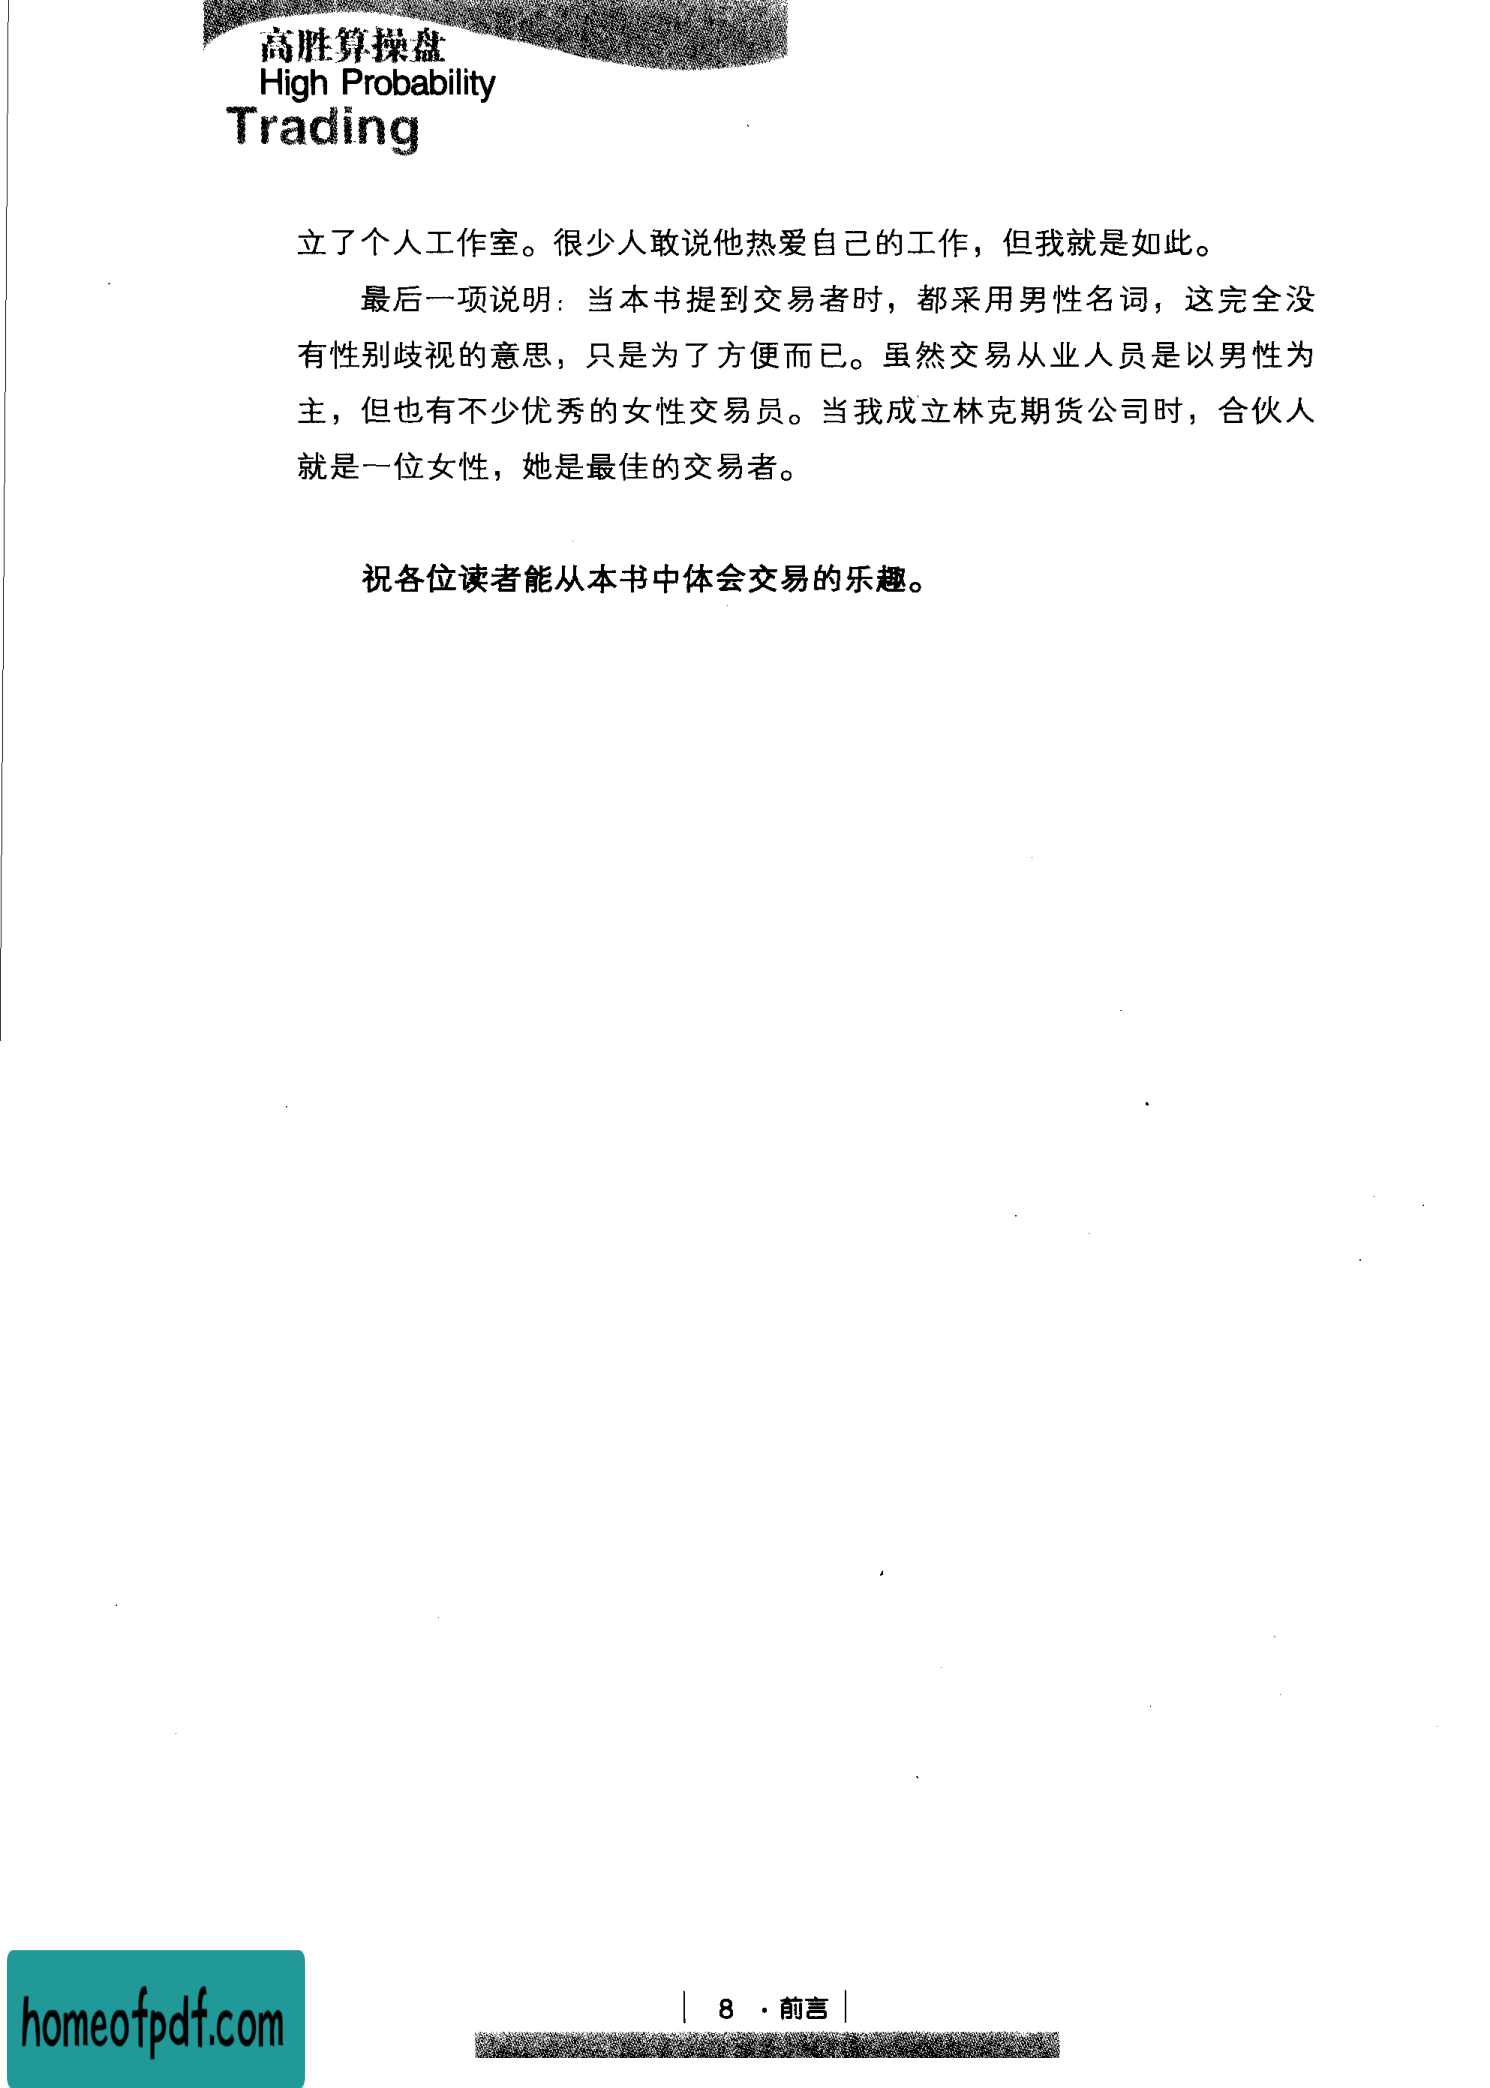 高胜算操盘
High Probability
Trading
立了个人工作室。很少人敢说他热爱自己的工作，但我就是如此。
最后一项说明：当本书提到交易者时，都采用男性名词，这完全没
有性别歧视的意思，只是为了方便而已。虽然交易从业人员是以男性为
主，但也有不少优秀的女性交易员。当我成立林克期货公司时，合伙人
就是一位女性，她是最佳的交易者。
祝各位读者能从本书中体会交易的乐趣。
8 · 前言
homeofpdf.com